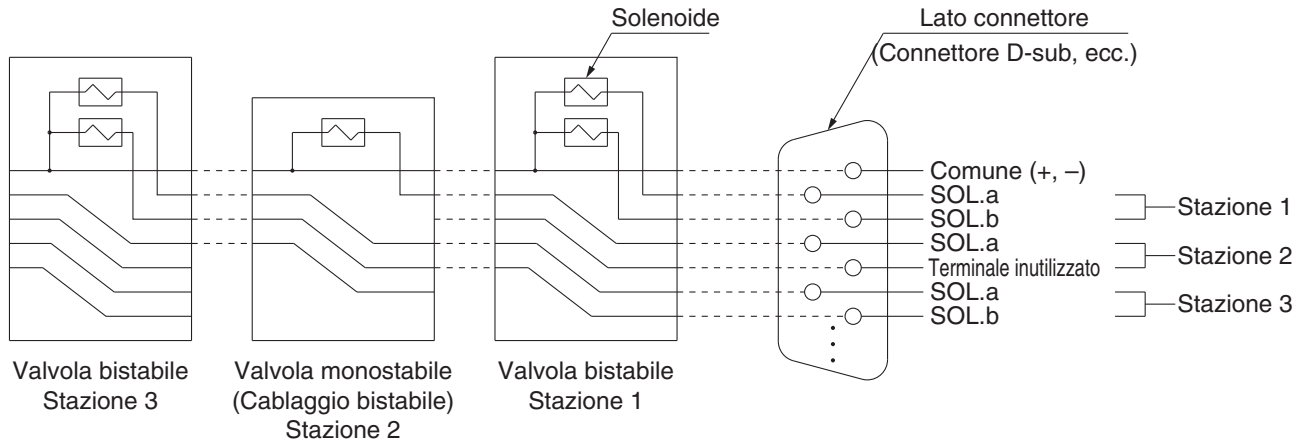 Solenoide
Lato connettore
(Connettore D-sub, ecc.)
Comune (+, –)
SOL.a
SOL.b
Stazione 1
SOL.a
Terminale inutilizzato
Stazione 2
SOL.a
SOL.b
Stazione 3
Valvola bistabile
Stazione 3
Valvola monostabile
(Cablaggio bistabile)
Stazione 2
Valvola bistabile
Stazione 1